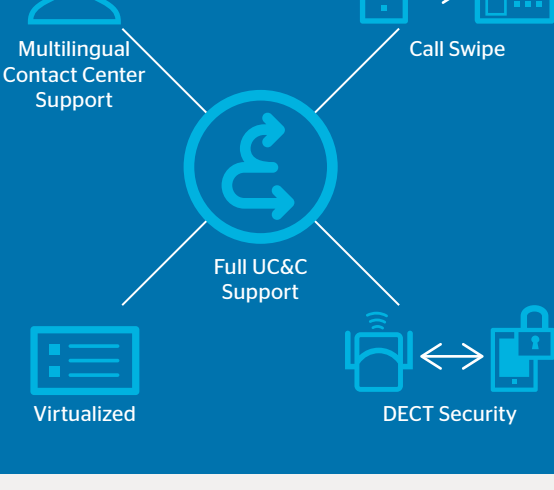 Multilingual
Contact Center
Support
Call Swipe
Full UC&C
Support
Virtualized
DECT Security